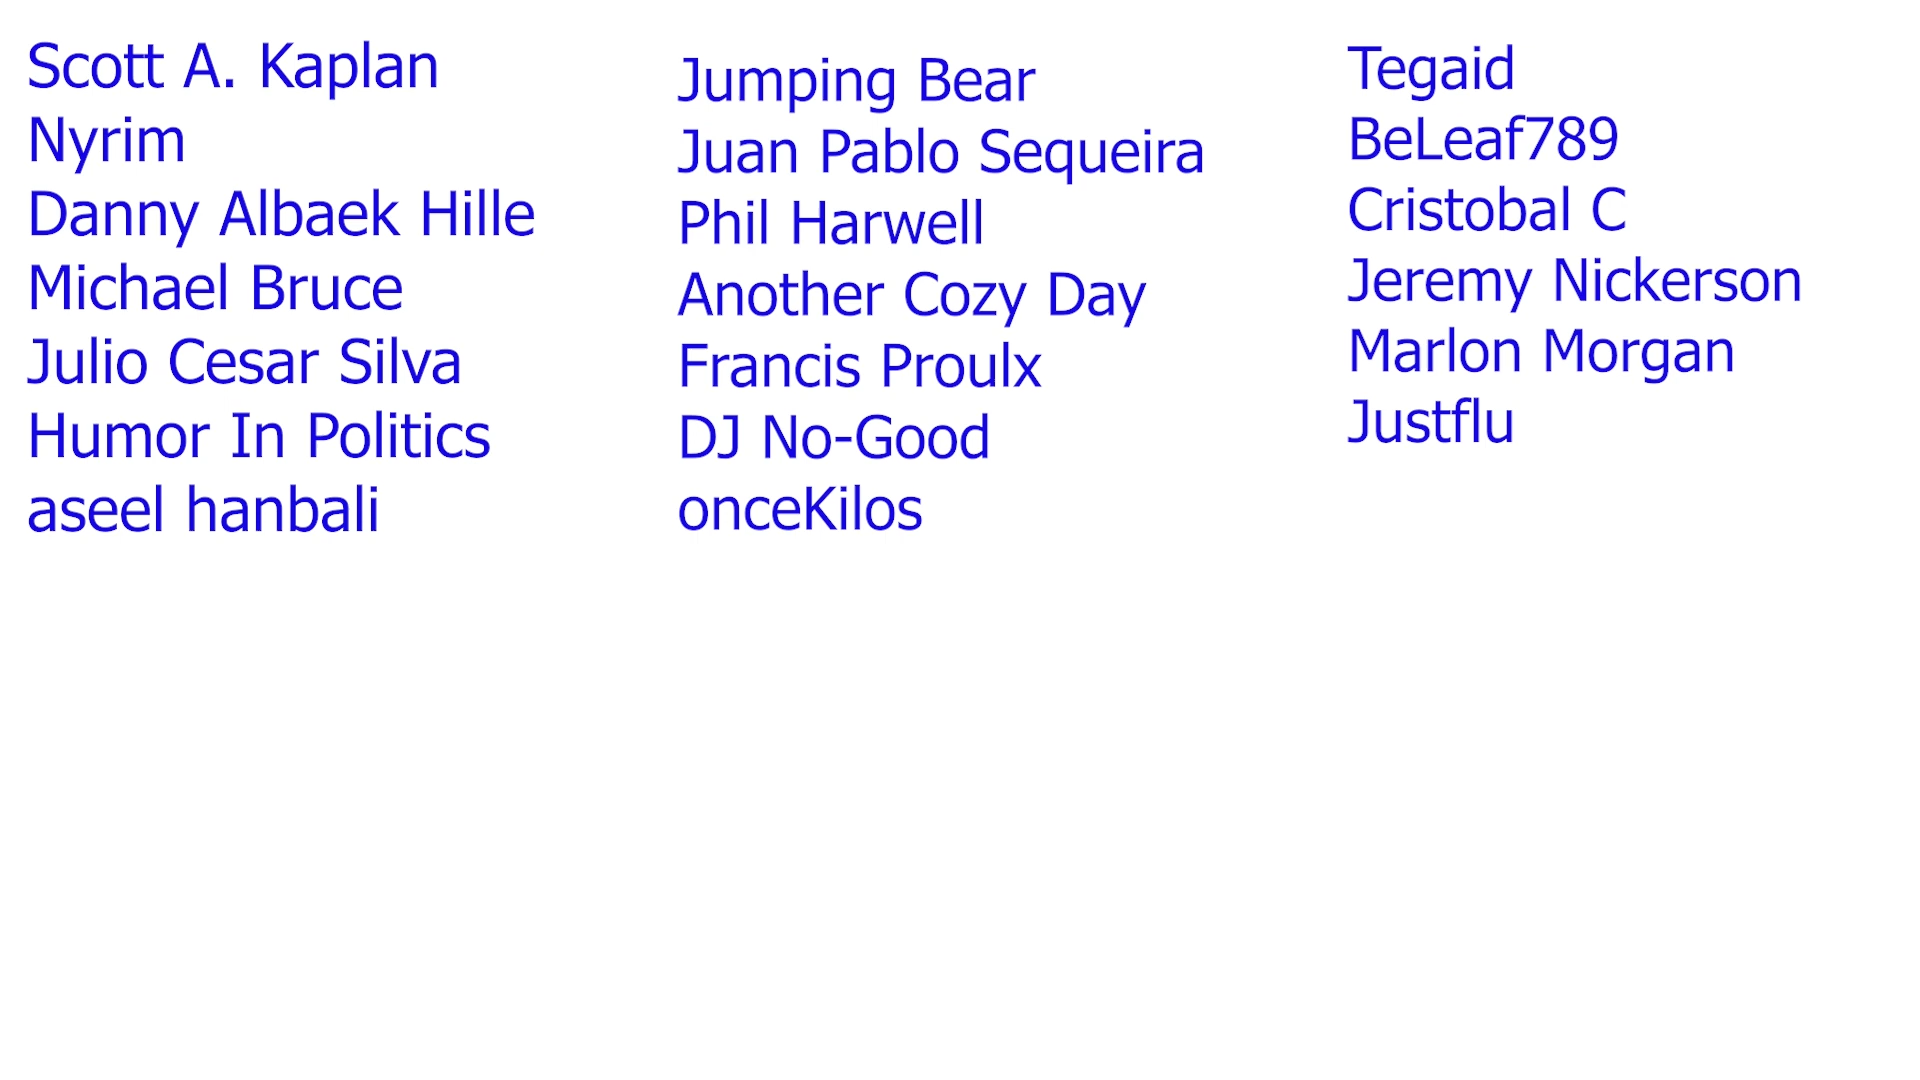 Scott A. Kaplan
Nyrim
Danny Albaek Hille
Michael Bruce
Julio Cesar Silva
Humor In Politics
aseel hanbali
Jumping Bear
Juan Pablo Sequeira
Phil Harwell
Another Cozy Day
Francis Proulx
DJ No-Good
onceKilos
Tegaid
BeLeaf789
Cristobal C
Jeremy Nickerson
Marlon Morgan
Justflu